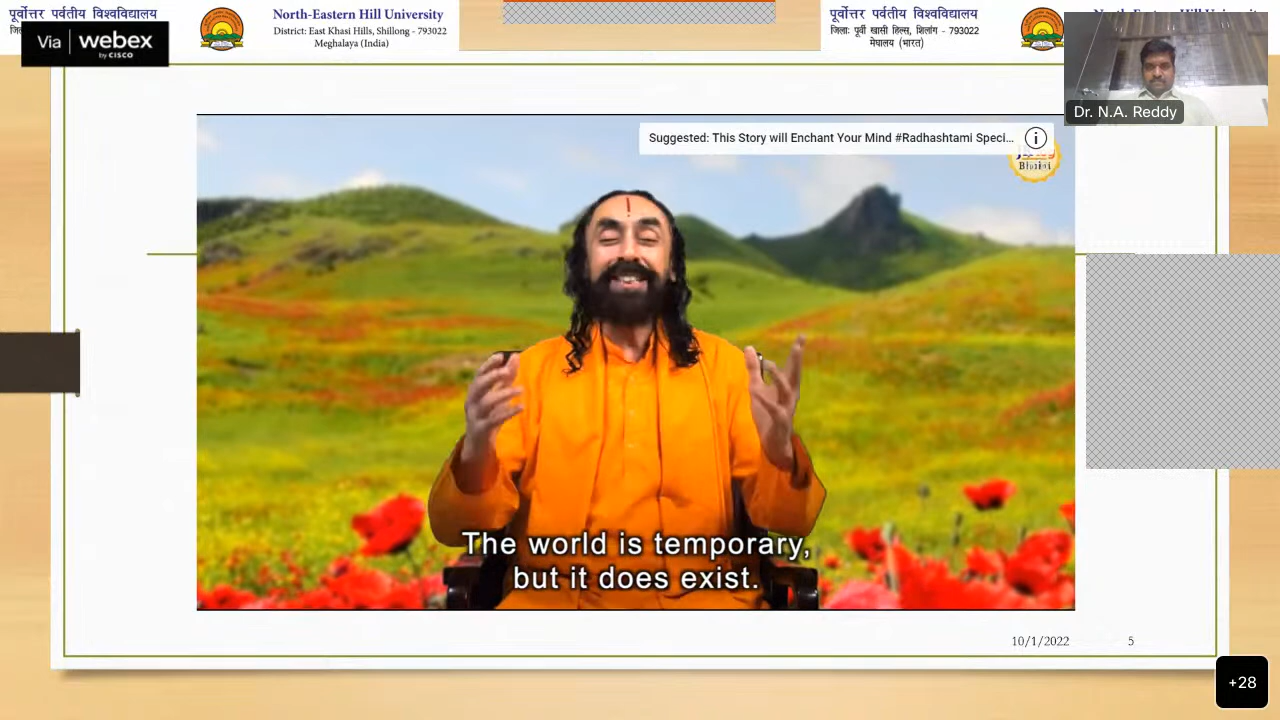 पूर्वोत्तर पर्वतीय विश्वविद्यालय
North-Eastern Hill University
District: East Khasi Hills, Shillong - 793022
Meghalaya (India)
पूर्वोत्तर पर्वतीय विश्वविद्यालय
जिला: पूर्वी खासी हिल्स, शिलांग - 793022
मेघालय (भारत)
Via webex
by CISCO
Dr. N.A. Reddy
Suggested: This Story will Enchant Your Mind #Radhashtami Speci...
Bhakti
The world is temporary,
but it does exist.
10/1/2022 5
+28